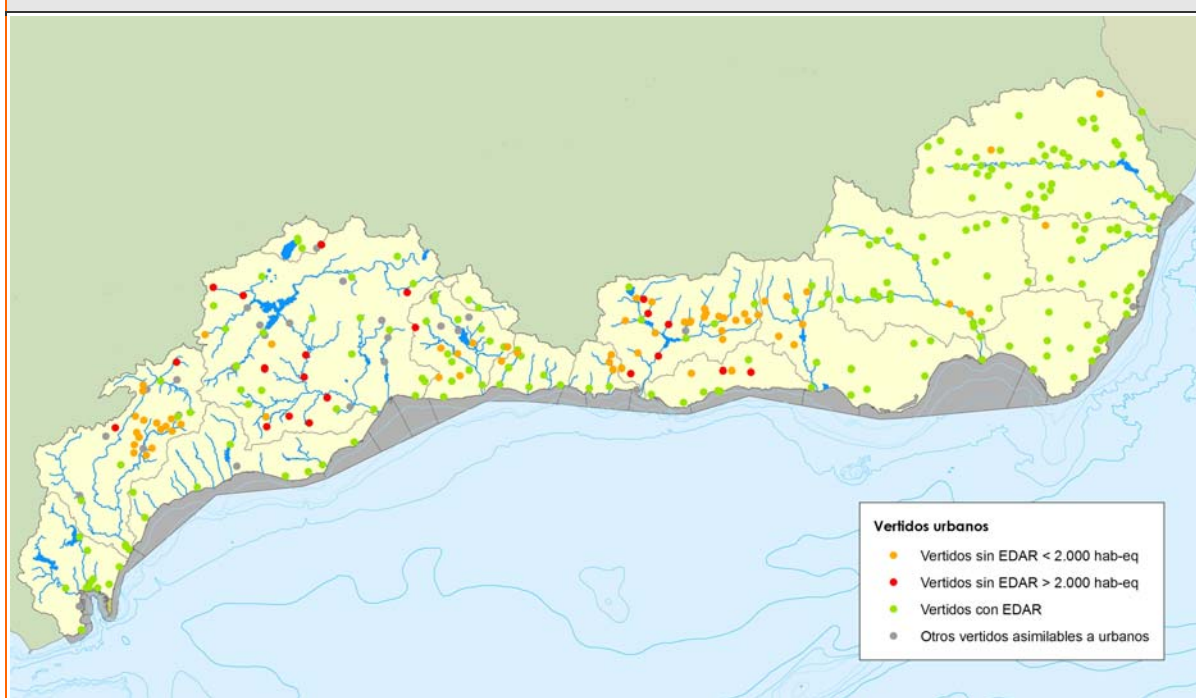 Vertidos urbanos
Vertidos sin EDAR < 2.000 hab-eq
Vertidos sin EDAR > 2.000 hab-eq
Vertidos con EDAR
Otros vertidos asimilables a urbanos